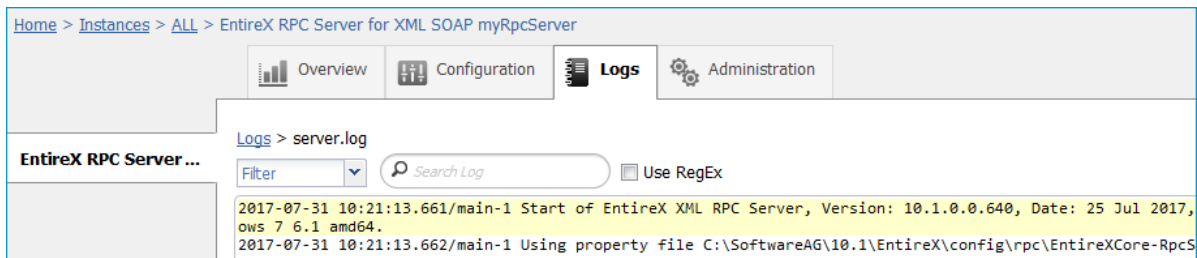 Home > Instances > ALL > EntireX RPC Server for XML SOAP myRpcServer
Overview Configuration Logs Administration
Logs > server.log
EntireX RPC Server ...
Filter Search Log Use RegEx
2017-07-31 10:21:13.661/main-1 Start of EntireX XML RPC Server, Version: 10.1.0.0.640, Date: 25 Jul 2017,
ows 7 6.1 amd64.
2017-07-31 10:21:13.662/main-1 Using property file C:\SoftwareAG\10.1\EntireX\config\rpc\EntireXCore-RpcS